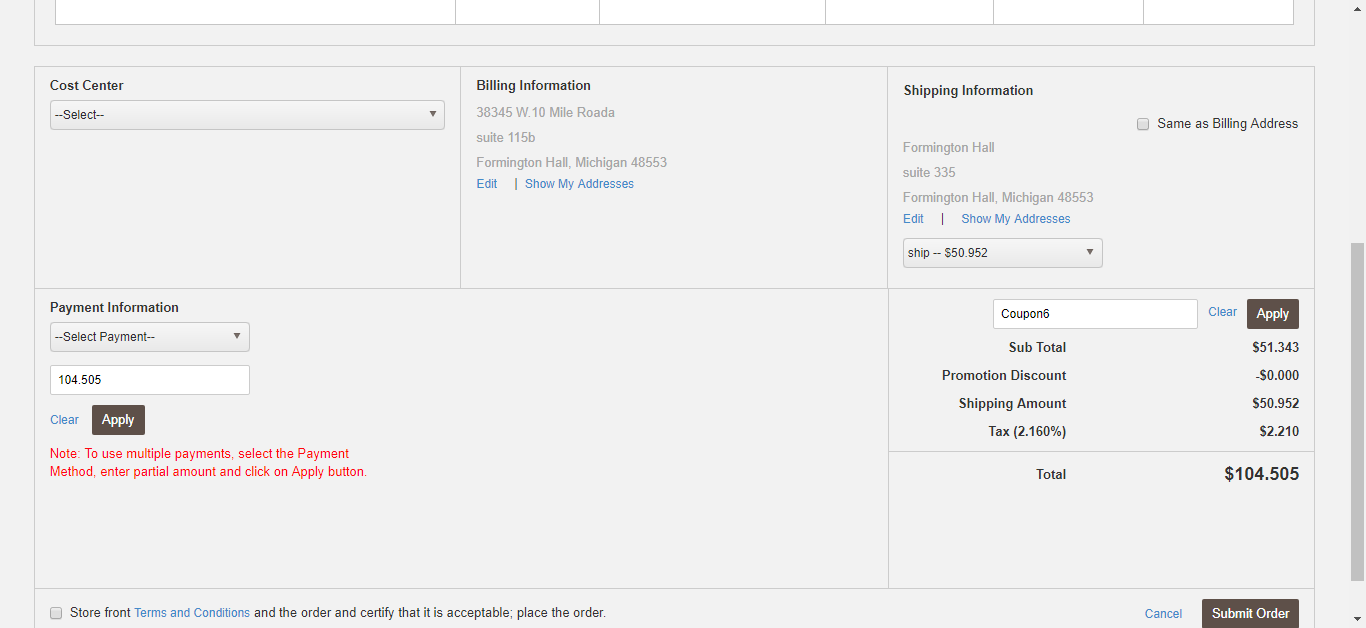 Cost Center
--Select--
Billing Information
38345 W.10 Mile Roada
suite 115b
Formington Hall, Michigan 48553
Edit | Show My Addresses
Shipping Information
Same as Billing Address
Formington Hall
suite 335
Formington Hall, Michigan 48553
Edit | Show My Addresses
ship -- $50.952
Payment Information
--Select Payment--
104.505
Clear Apply
Note: To use multiple payments, select the Payment
Method, enter partial amount and click on Apply button.
Coupon6 Clear Apply
Sub Total $51.343
Promotion Discount -$0.000
Shipping Amount $50.952
Tax (2.160%) $2.210
Total $104.505
Store front Terms and Conditions and the order and certify that it is acceptable; place the order.
Cancel Submit Order